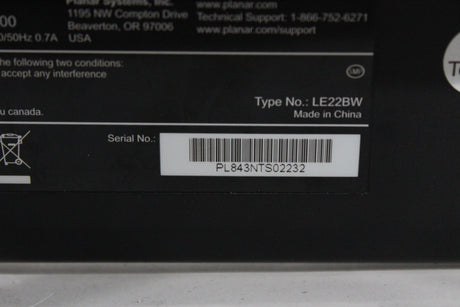 Planar Systems, Inc.
1195 NW Compton Drive
Beaverton, OR 97006
USA
www.planar.com
Technical Support: 1-866-752-6271
www.planar.com/support
00
0/50Hz 0.7A
e following two conditions:
accept any interference
u canada.
Type No.: LE22BW
Made in China
Serial No.:
PL843NTS02232